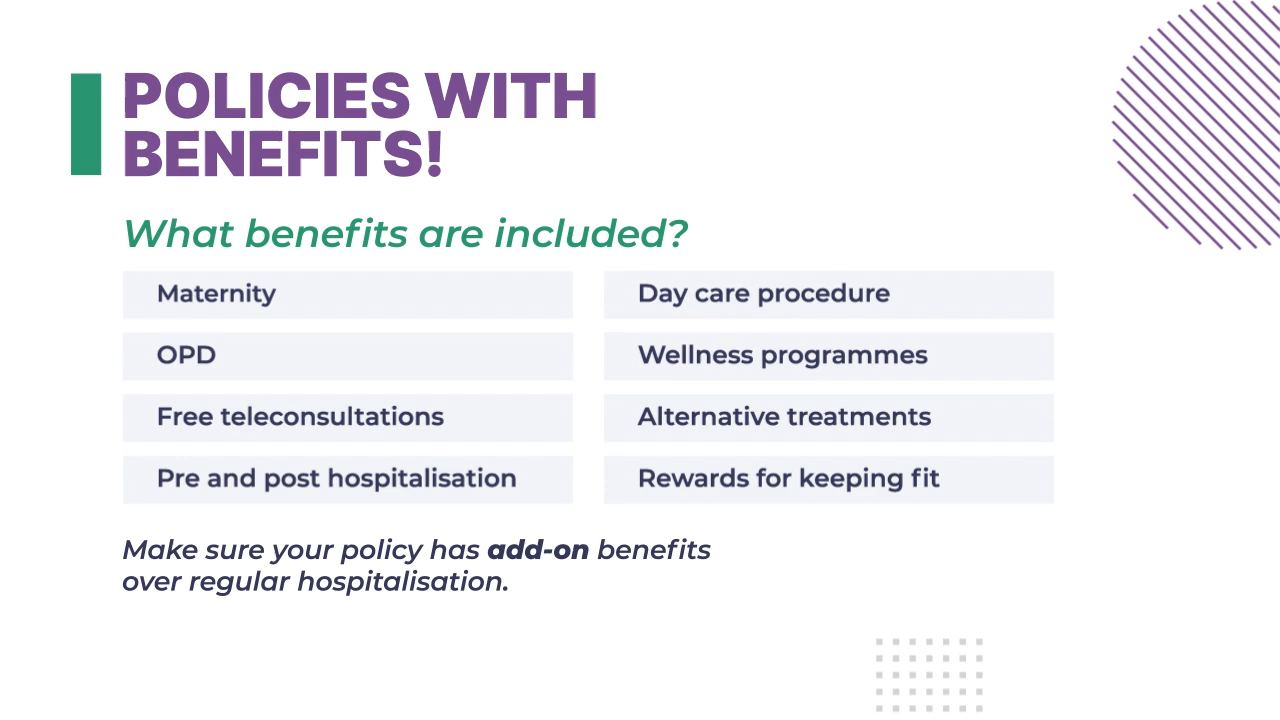 POLICIES WITH
BENEFITS!
What benefits are included?
Maternity
Day care procedure
OPD
Wellness programmes
Free teleconsultations
Alternative treatments
Pre and post hospitalisation
Rewards for keeping fit
Make sure your policy has add-on benefits
over regular hospitalisation.